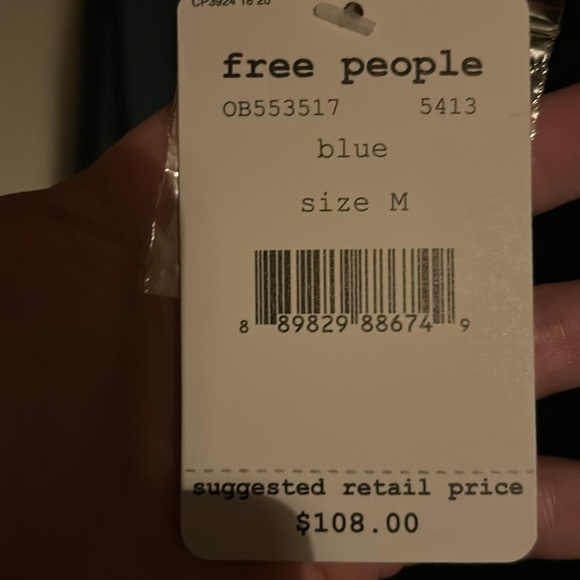 free people
OB553517 5413
blue
size M
8 89829 88674 9
suggested retail price
$108.00